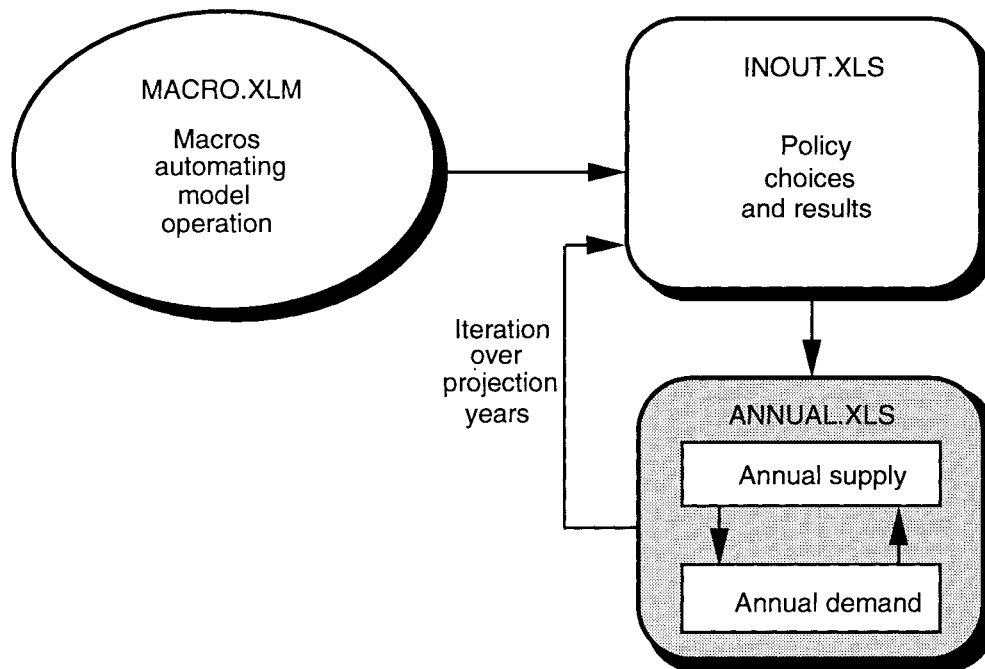 MACRO.XLM
Macros
automating
model
operation
INOUT.XLS
Policy
choices
and results
Iteration
over
projection
years
ANNUAL.XLS
Annual supply
Annual demand